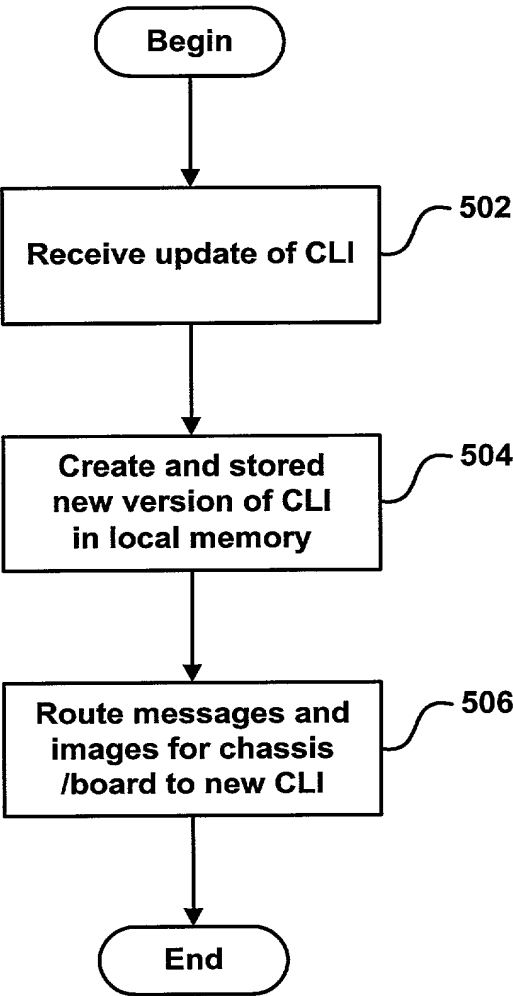 Begin
Receive update of CLI
502
Create and stored
new version of CLI
in local memory
504
Route messages and
images for chassis
/board to new CLI
506
End